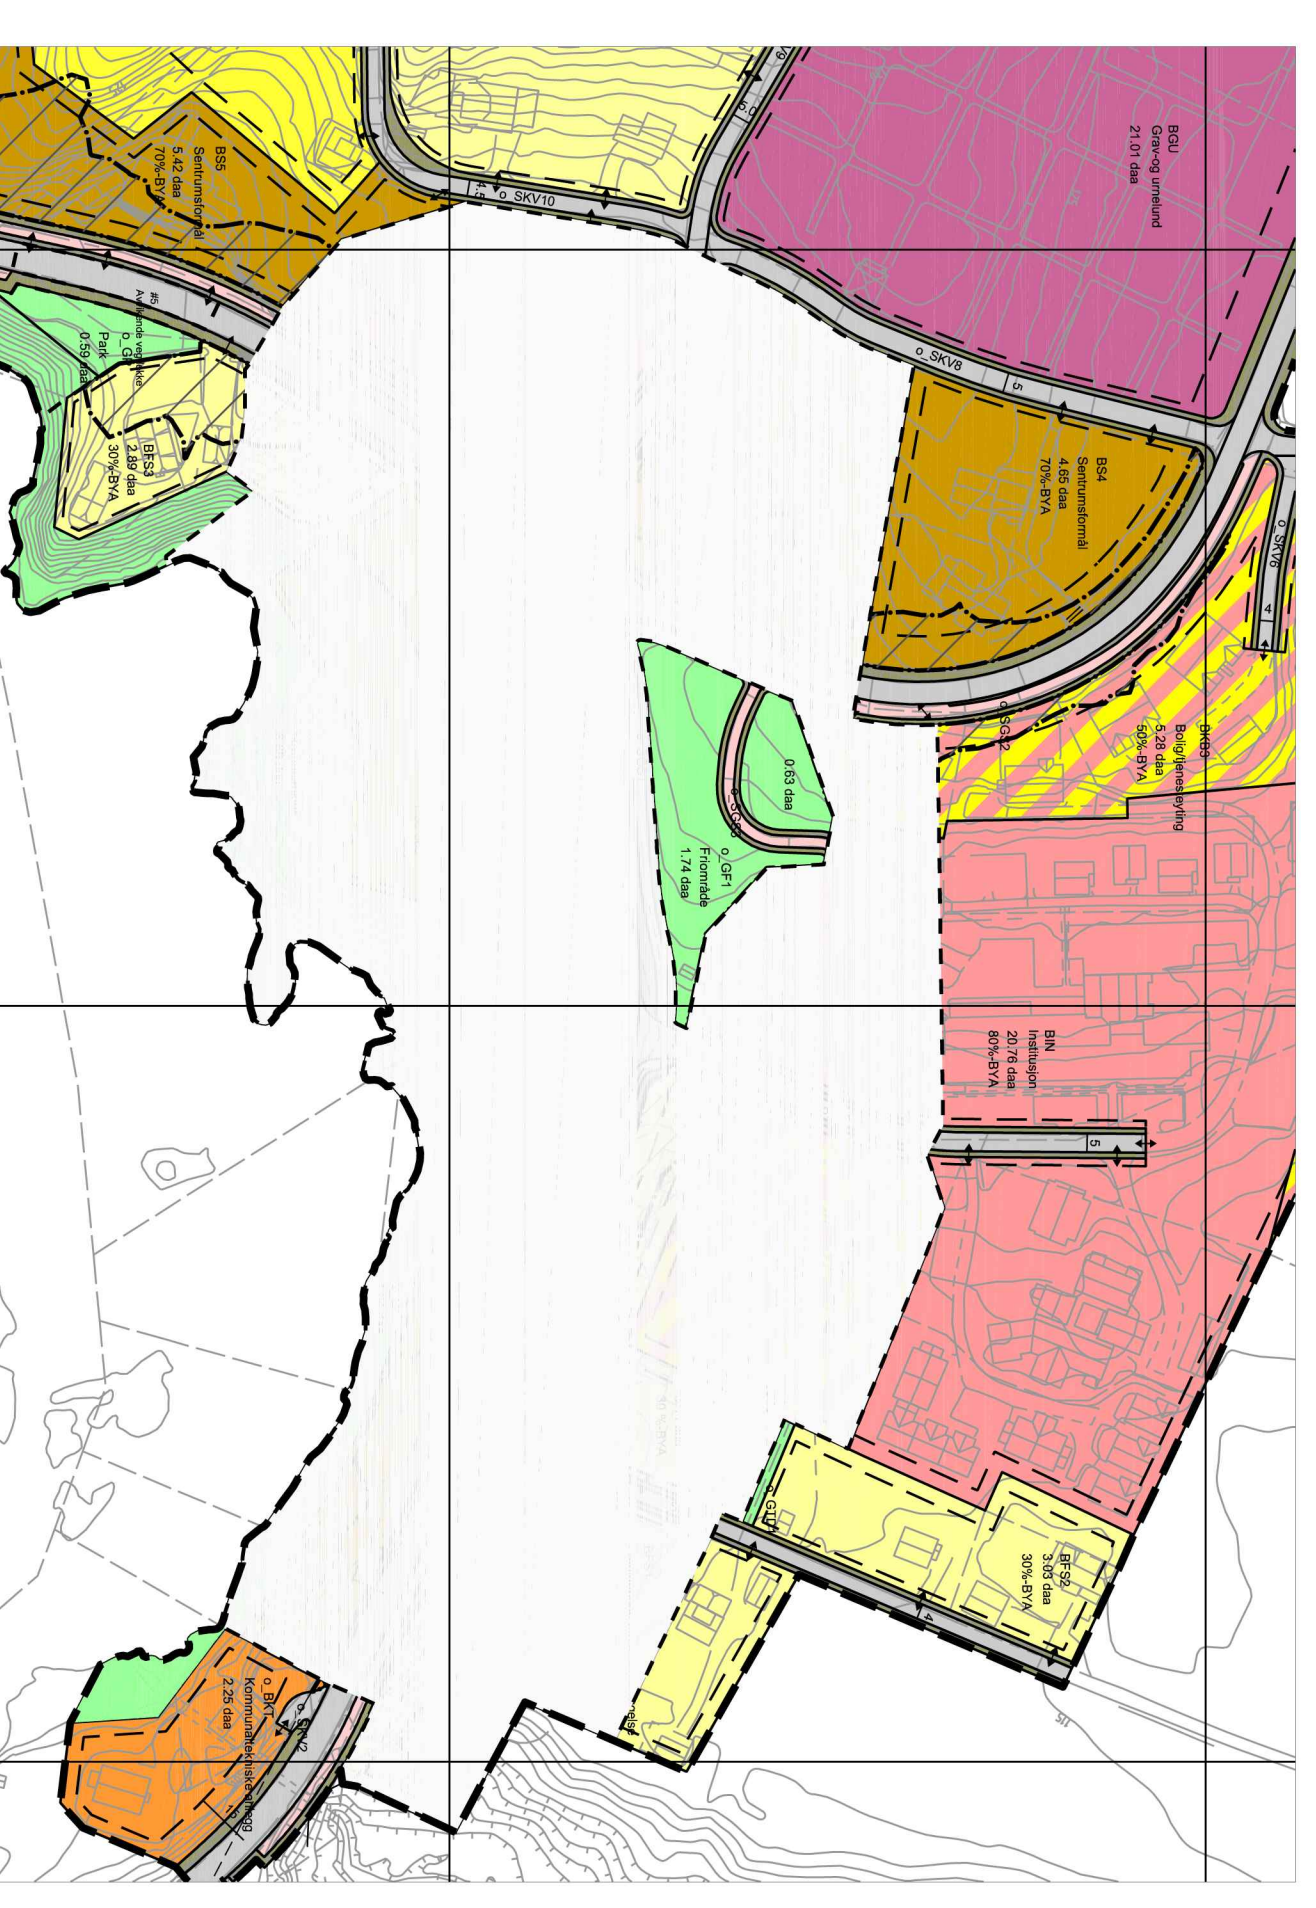 BGU
Grav-og urnelund
21.01 daa
5.0
BS5
Sentrumsformål
5.42 daa
70%-BYA
4.5
o_SKV10
#5
Park
0.59 daa
BFS3
2.89 daa
30%-BYA
o_SKV8
5
BS4
Sentrumsformål
4.65 daa
70%-BYA
o_SKV6
4
o_SGS2
BKB3
Bolig/tjenesteyting
5.28 daa
50%-BYA
0.63 daa
o_GF1
Friområde
1.74 daa
BIN
Institusjon
20.76 daa
80%-BYA
5
BFS2
3.03 daa
30%-BYA
4
15
o_SKV2
o_BKT
Kommunaltekniske anlegg
2.25 daa